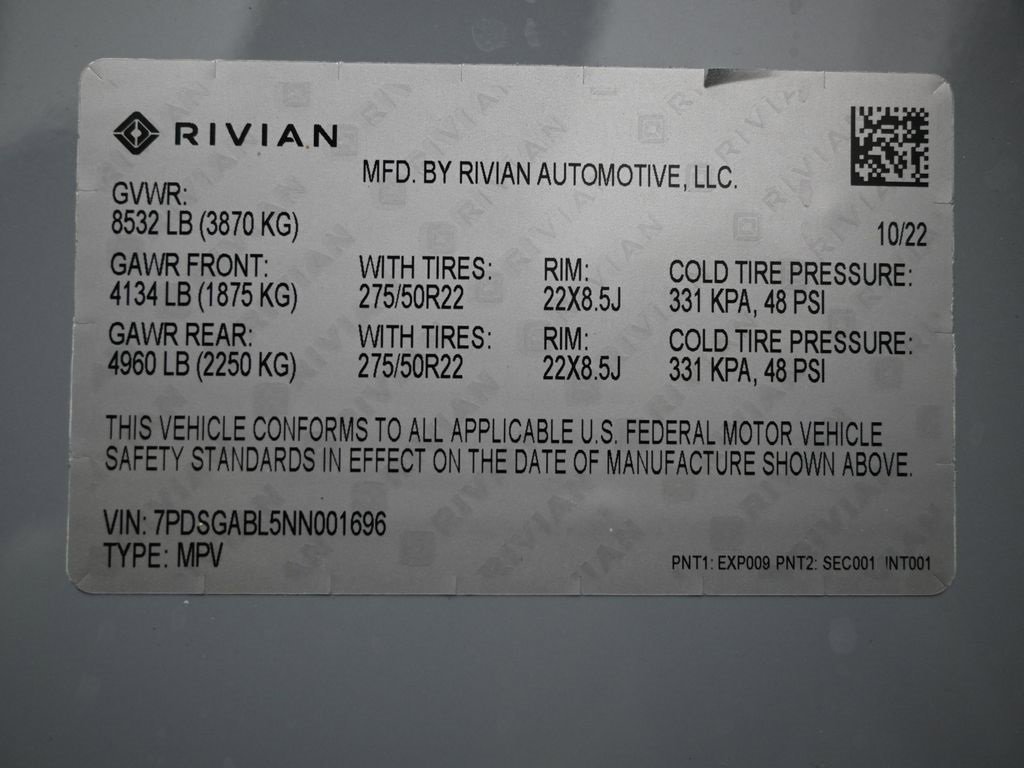 RIVIAN
MFD. BY RIVIAN AUTOMOTIVE, LLC.
GVWR:
8532 LB (3870 KG)
10/22
GAWR FRONT: WITH TIRES: RIM: COLD TIRE PRESSURE:
4134 LB (1875 KG) 275/50R22 22X8.5J 331 KPA, 48 PSI
GAWR REAR: WITH TIRES: RIM: COLD TIRE PRESSURE:
4960 LB (2250 KG) 275/50R22 22X8.5J 331 KPA, 48 PSI
THIS VEHICLE CONFORMS TO ALL APPLICABLE U.S. FEDERAL MOTOR VEHICLE
SAFETY STANDARDS IN EFFECT ON THE DATE OF MANUFACTURE SHOWN ABOVE.
VIN: 7PDSGABL5NN001696
TYPE: MPV
PNT1: EXP009 PNT2: SEC001 INT001